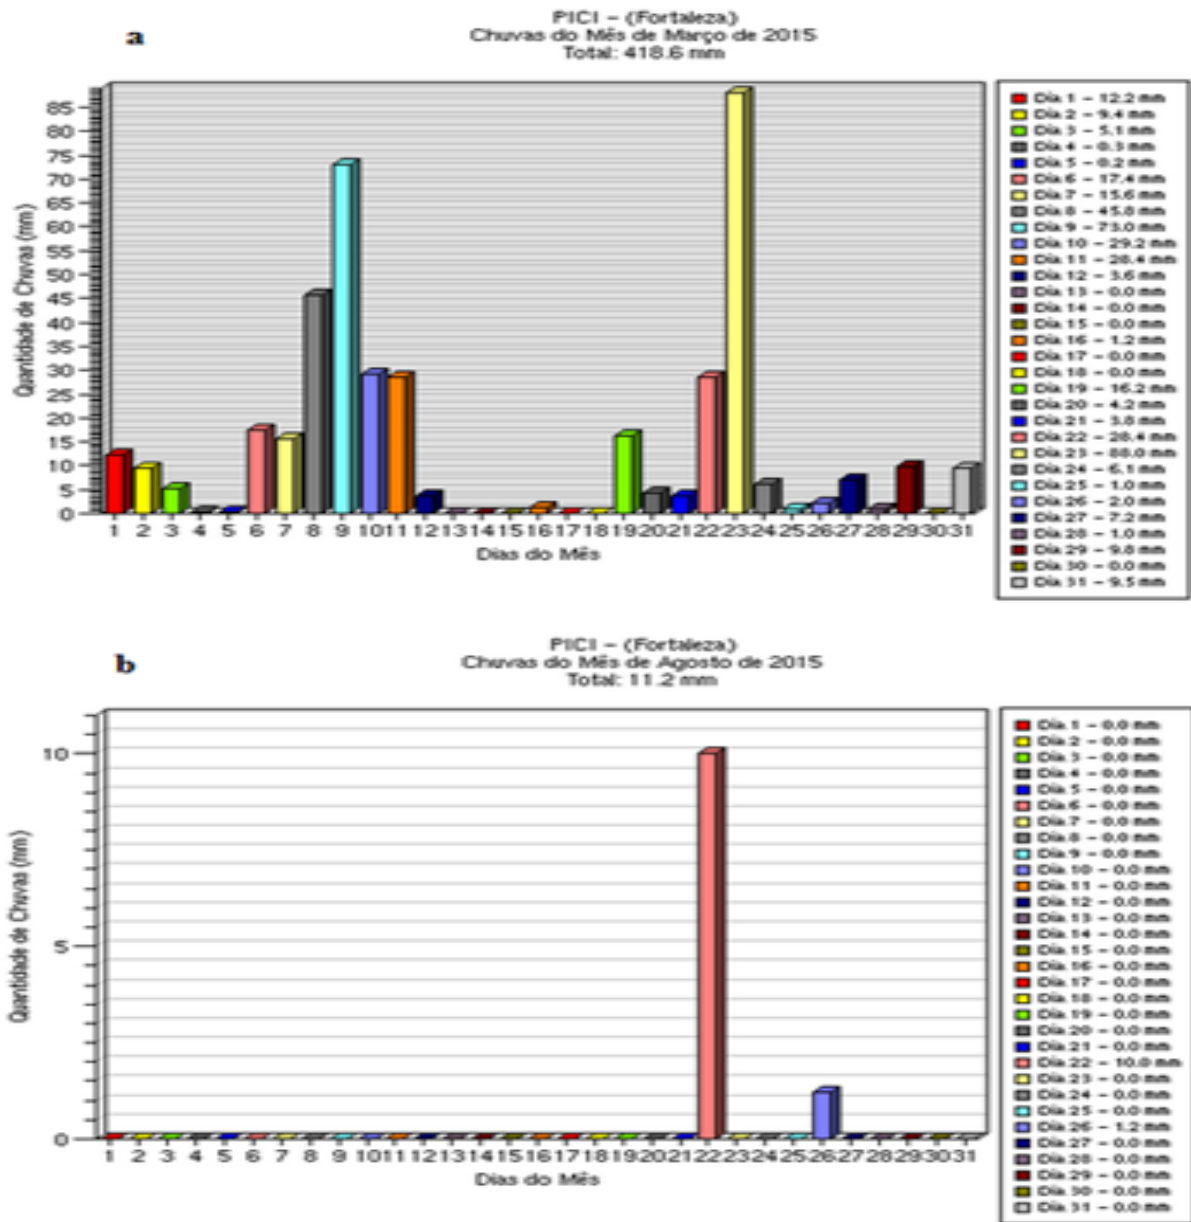 a
PICI - (Fortaleza)
Chuvas do Mês de Março de 2015
Total: 418.6 mm
Quantidade de Chuvas (mm)
85
80
75
70
65
60
55
50
45
40
35
30
25
20
15
10
5
0
1 2 3 4 5 6 7 8 9 10 11 12 13 14 15 16 17 18 19 20 21 22 23 24 25 26 27 28 29 30 31
Dias do Mês
Dia 1 - 12.2 mm
Dia 2 - 9.4 mm
Dia 3 - 5.1 mm
Dia 4 - 0.3 mm
Dia 5 - 0.2 mm
Dia 6 - 17.4 mm
Dia 7 - 15.6 mm
Dia 8 - 45.8 mm
Dia 9 - 73.0 mm
Dia 10 - 29.2 mm
Dia 11 - 28.4 mm
Dia 12 - 3.6 mm
Dia 13 - 0.0 mm
Dia 14 - 0.0 mm
Dia 15 - 0.0 mm
Dia 16 - 1.2 mm
Dia 17 - 0.0 mm
Dia 18 - 0.0 mm
Dia 19 - 16.2 mm
Dia 20 - 4.2 mm
Dia 21 - 3.8 mm
Dia 22 - 28.4 mm
Dia 23 - 88.0 mm
Dia 24 - 6.1 mm
Dia 25 - 1.0 mm
Dia 26 - 2.0 mm
Dia 27 - 7.2 mm
Dia 28 - 1.0 mm
Dia 29 - 9.8 mm
Dia 30 - 0.0 mm
Dia 31 - 9.5 mm
b
PICI - (Fortaleza)
Chuvas do Mês de Agosto de 2015
Total: 11.2 mm
Quantidade de Chuvas (mm)
10
5
0
1 2 3 4 5 6 7 8 9 10 11 12 13 14 15 16 17 18 19 20 21 22 23 24 25 26 27 28 29 30 31
Dias do Mês
Dia 1 - 0.0 mm
Dia 2 - 0.0 mm
Dia 3 - 0.0 mm
Dia 4 - 0.0 mm
Dia 5 - 0.0 mm
Dia 6 - 0.0 mm
Dia 7 - 0.0 mm
Dia 8 - 0.0 mm
Dia 9 - 0.0 mm
Dia 10 - 0.0 mm
Dia 11 - 0.0 mm
Dia 12 - 0.0 mm
Dia 13 - 0.0 mm
Dia 14 - 0.0 mm
Dia 15 - 0.0 mm
Dia 16 - 0.0 mm
Dia 17 - 0.0 mm
Dia 18 - 0.0 mm
Dia 19 - 0.0 mm
Dia 20 - 0.0 mm
Dia 21 - 0.0 mm
Dia 22 - 10.0 mm
Dia 23 - 0.0 mm
Dia 24 - 0.0 mm
Dia 25 - 0.0 mm
Dia 26 - 1.2 mm
Dia 27 - 0.0 mm
Dia 28 - 0.0 mm
Dia 29 - 0.0 mm
Dia 30 - 0.0 mm
Dia 31 - 0.0 mm